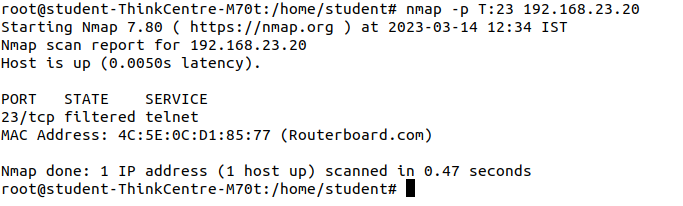 root@student-ThinkCentre-M70t:/home/student# nmap -p T:23 192.168.23.20
Starting Nmap 7.80 ( https://nmap.org ) at 2023-03-14 12:34 IST
Nmap scan report for 192.168.23.20
Host is up (0.0050s latency).
PORT   STATE    SERVICE
23/tcp filtered telnet
MAC Address: 4C:5E:0C:D1:85:77 (Routerboard.com)
Nmap done: 1 IP address (1 host up) scanned in 0.47 seconds
root@student-ThinkCentre-M70t:/home/student#